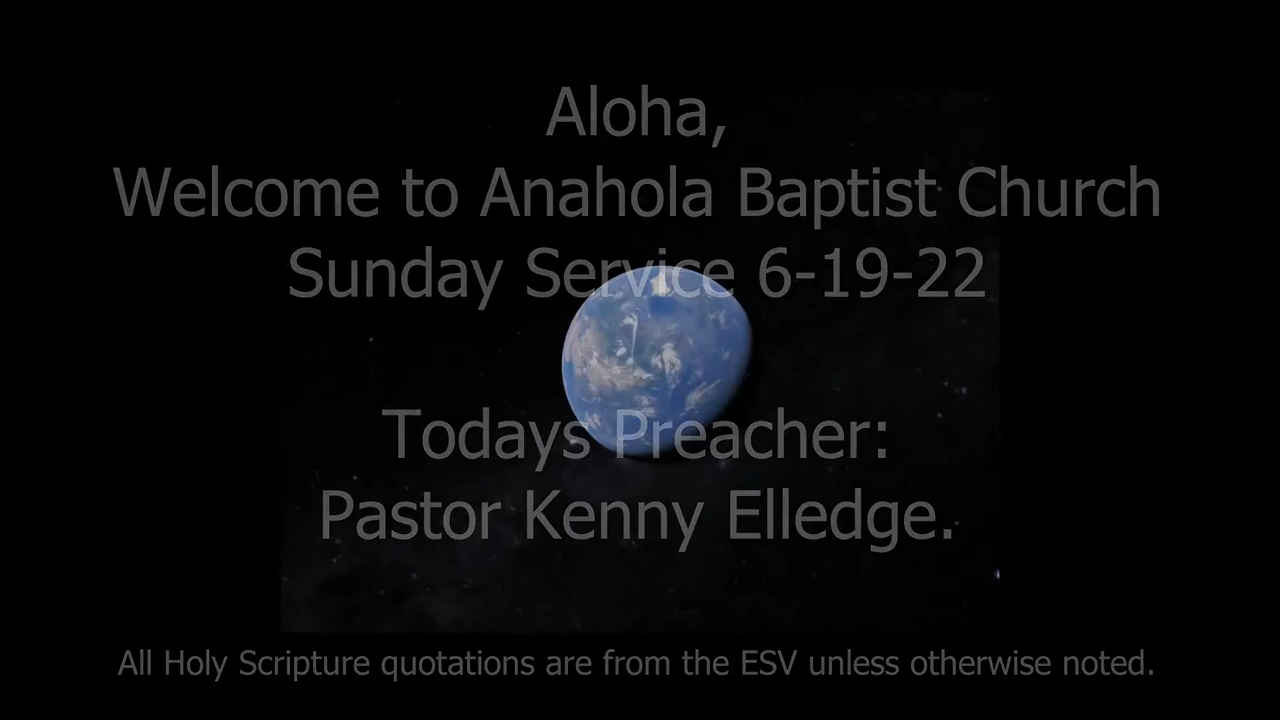 Aloha,
Welcome to Anahola Baptist Church
Sunday Service 6-19-22
Todays Preacher:
Pastor Kenny Elledge.
All Holy Scripture quotations are from the ESV unless otherwise noted.